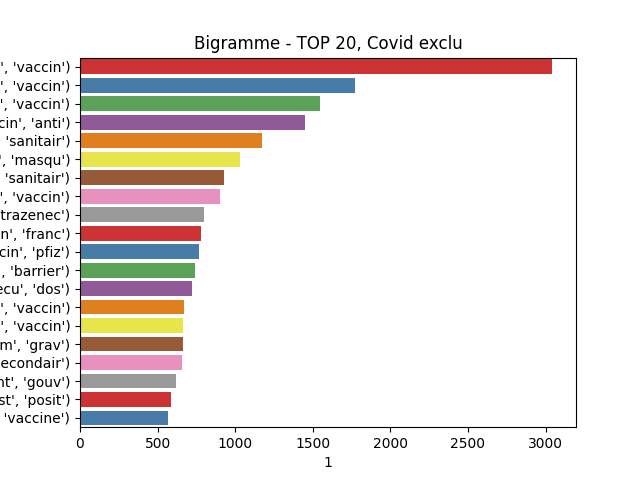 Bigramme - TOP 20, Covid exclu
', 'vaccin')
', 'vaccin')
', 'vaccin')
cin', 'anti')
'sanitair')
', 'masqu')
'sanitair')
', 'vaccin')
trazenec')
n', 'franc')
cin', 'pfiz')
, 'barrier')
ecu', 'dos')
', 'vaccin')
', 'vaccin')
m', 'grav')
econdair')
nt', 'gouv')
st', 'posit')
'vaccine')
0 500 1000 1500 2000 2500 3000
1